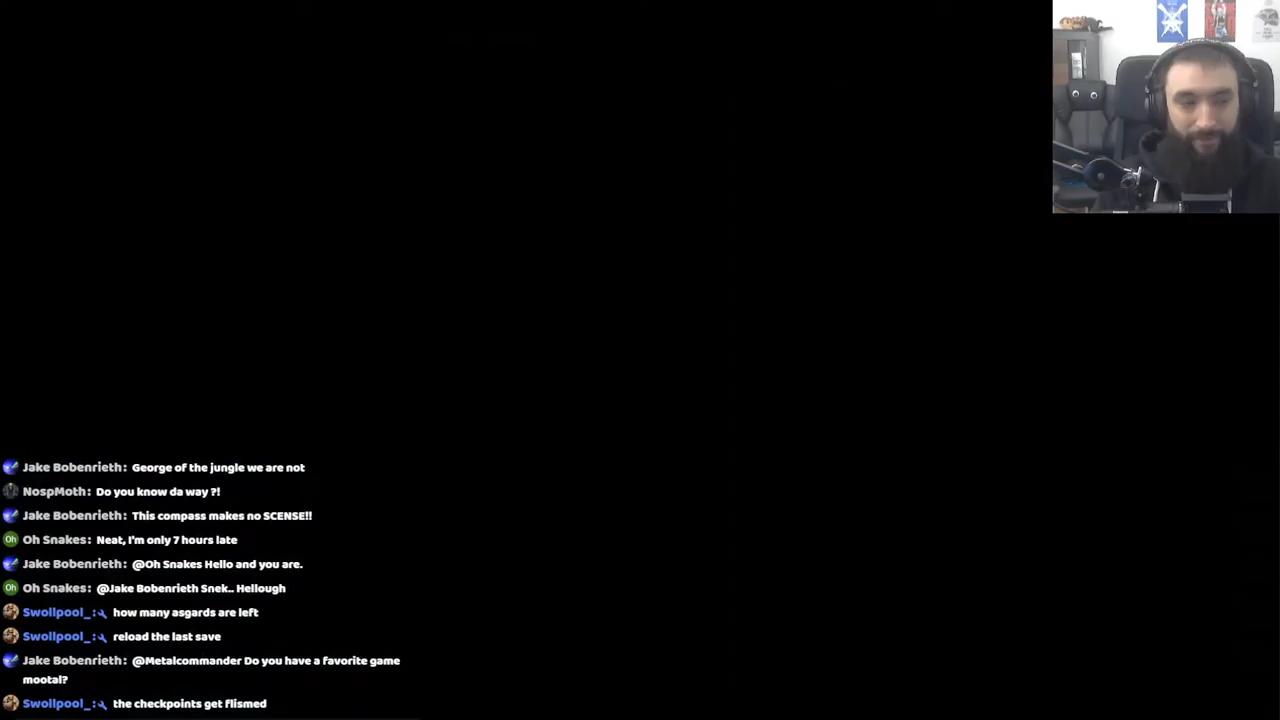 Jake Bobenrieth: George of the jungle we are not
NospMoth: Do you know da way ?!
Jake Bobenrieth: This compass makes no SCENSE!!
Oh Snakes: Neat, I'm only 7 hours late
Jake Bobenrieth: @Oh Snakes Hello and you are.
Oh Snakes: @Jake Bobenrieth Snek.. Hellough
Swollpool_: how many asgards are left
Swollpool_: reload the last save
Jake Bobenrieth: @Metalcommander Do you have a favorite game
mootal?
Swollpool_: the checkpoints get flismed